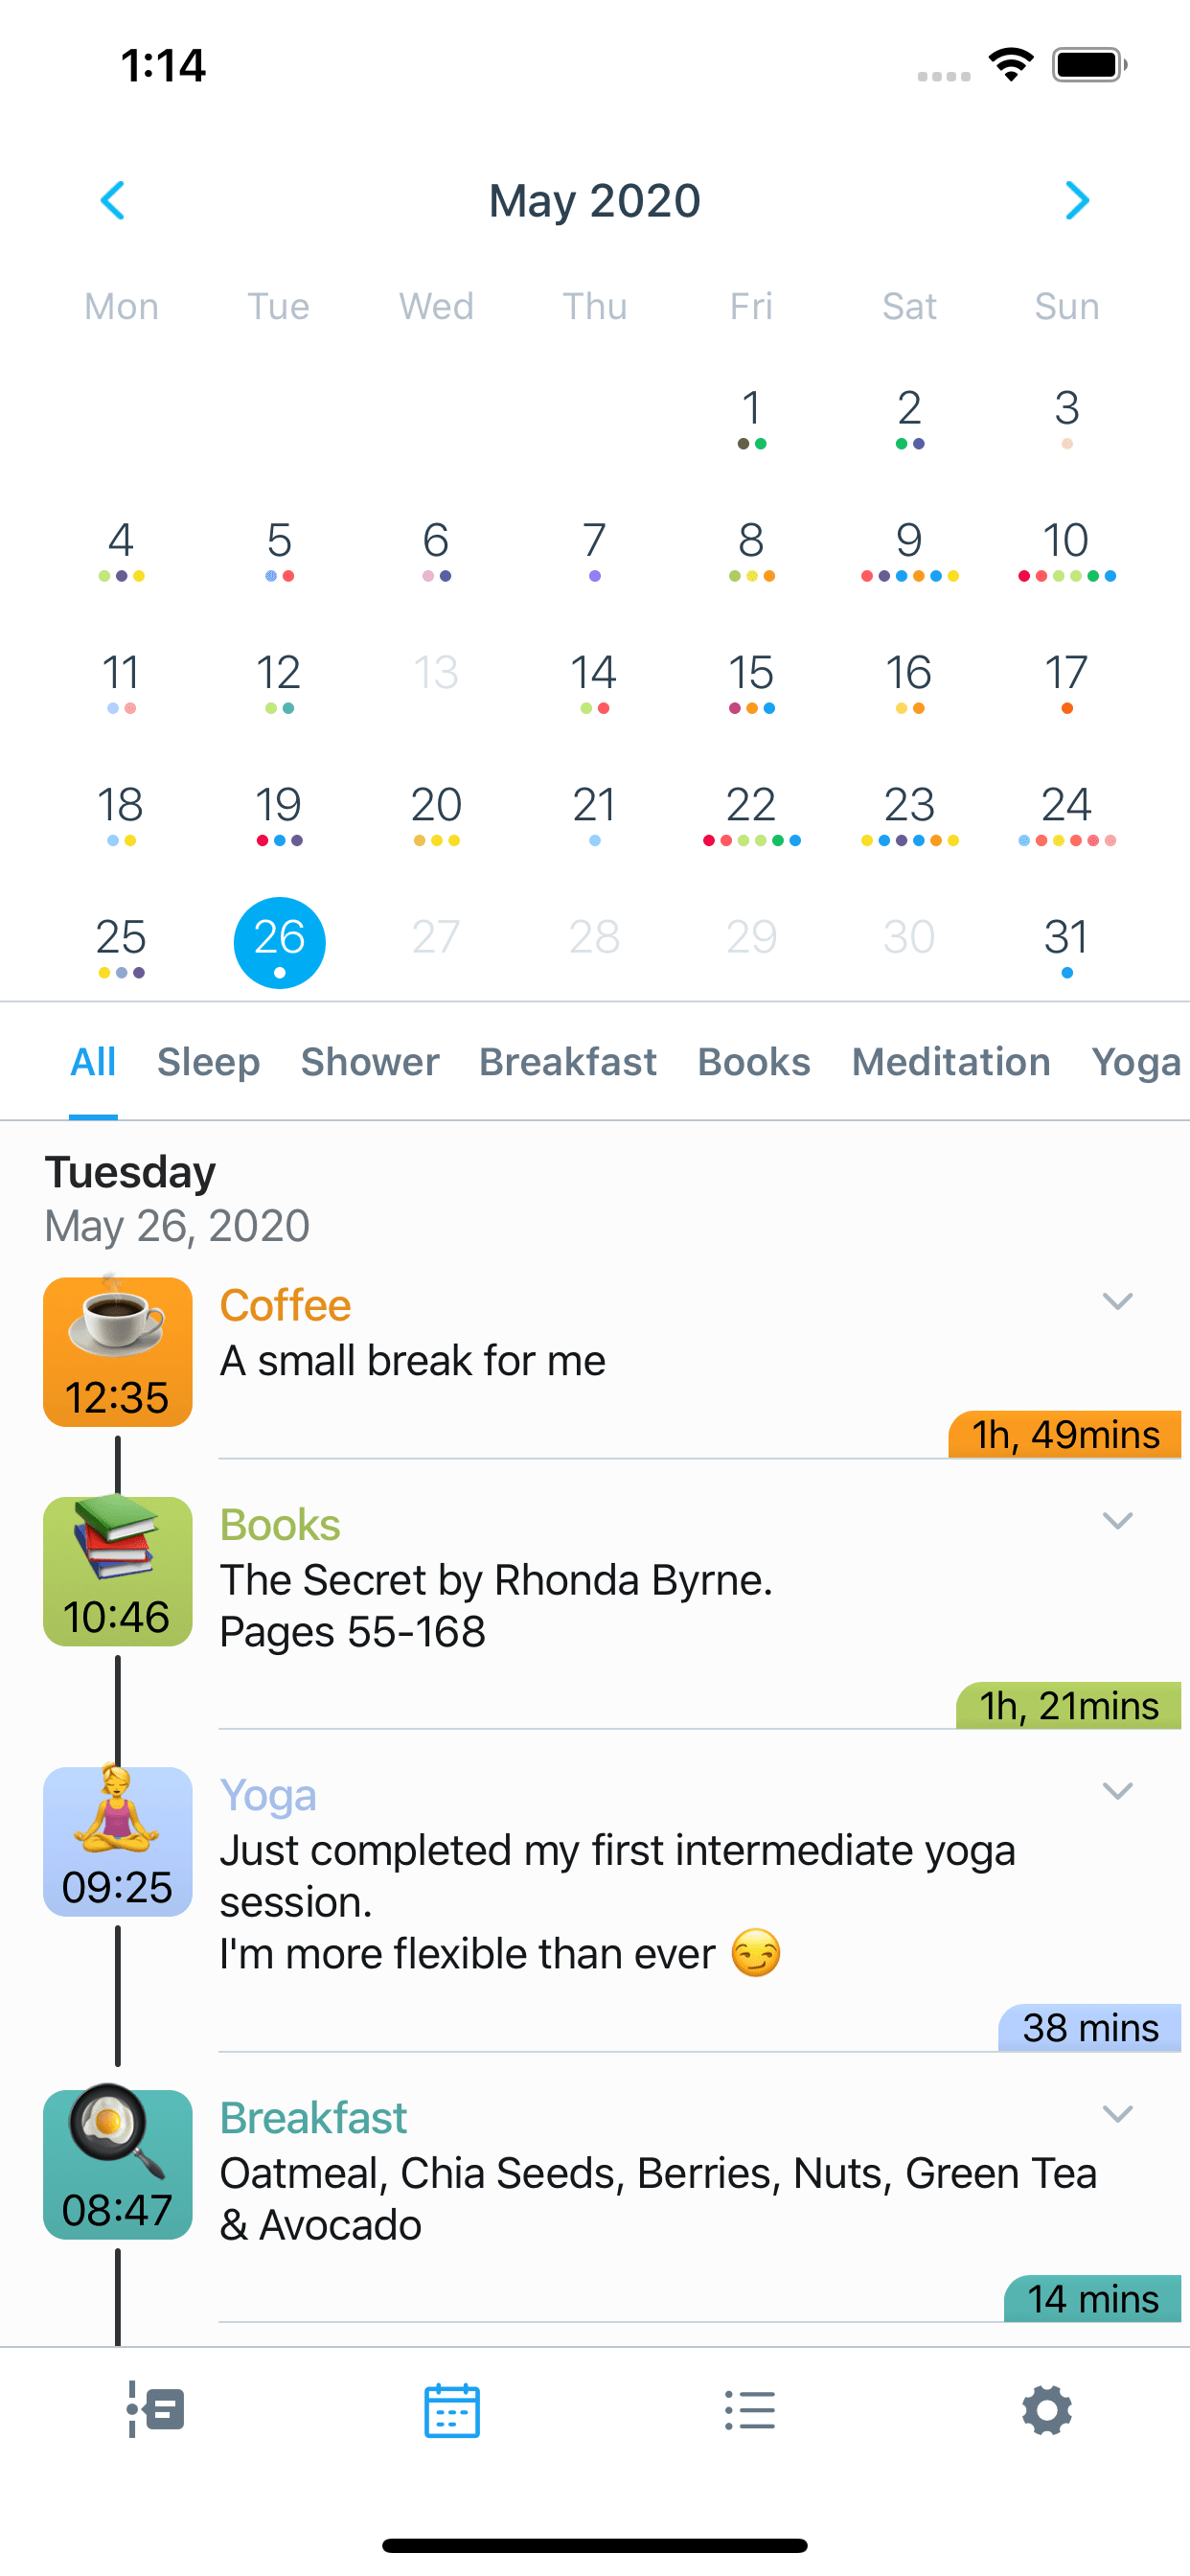 1:14
May 2020
Mon Tue Wed Thu Fri Sat Sun
1 2 3
4 5 6 7 8 9 10
11 12 13 14 15 16 17
18 19 20 21 22 23 24
25 26 27 28 29 30 31
All Sleep Shower Breakfast Books Meditation Yoga
Tuesday
May 26, 2020
Coffee
12:35
A small break for me
1h, 49mins
Books
10:46
The Secret by Rhonda Byrne.
Pages 55-168
1h, 21mins
Yoga
09:25
Just completed my first intermediate yoga
session.
I'm more flexible than ever 😏
38 mins
Breakfast
08:47
Oatmeal, Chia Seeds, Berries, Nuts, Green Tea
& Avocado
14 mins